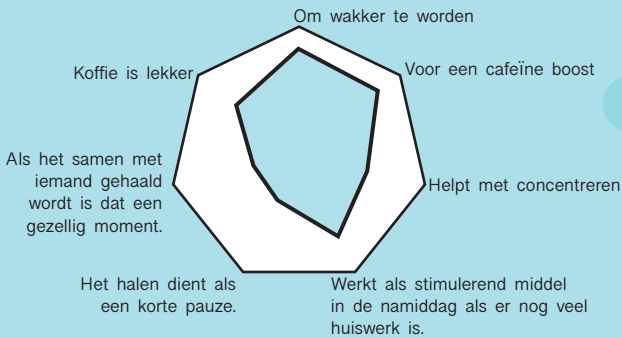 Om wakker te worden
Koffie is lekker
Voor een cafeïne boost
Als het samen met
iemand gehaald
wordt is dat een
gezellig moment.
Helpt met concentreren
Het halen dient als
een korte pauze.
Werkt als stimulerend middel
in de namiddag als er nog veel
huiswerk is.